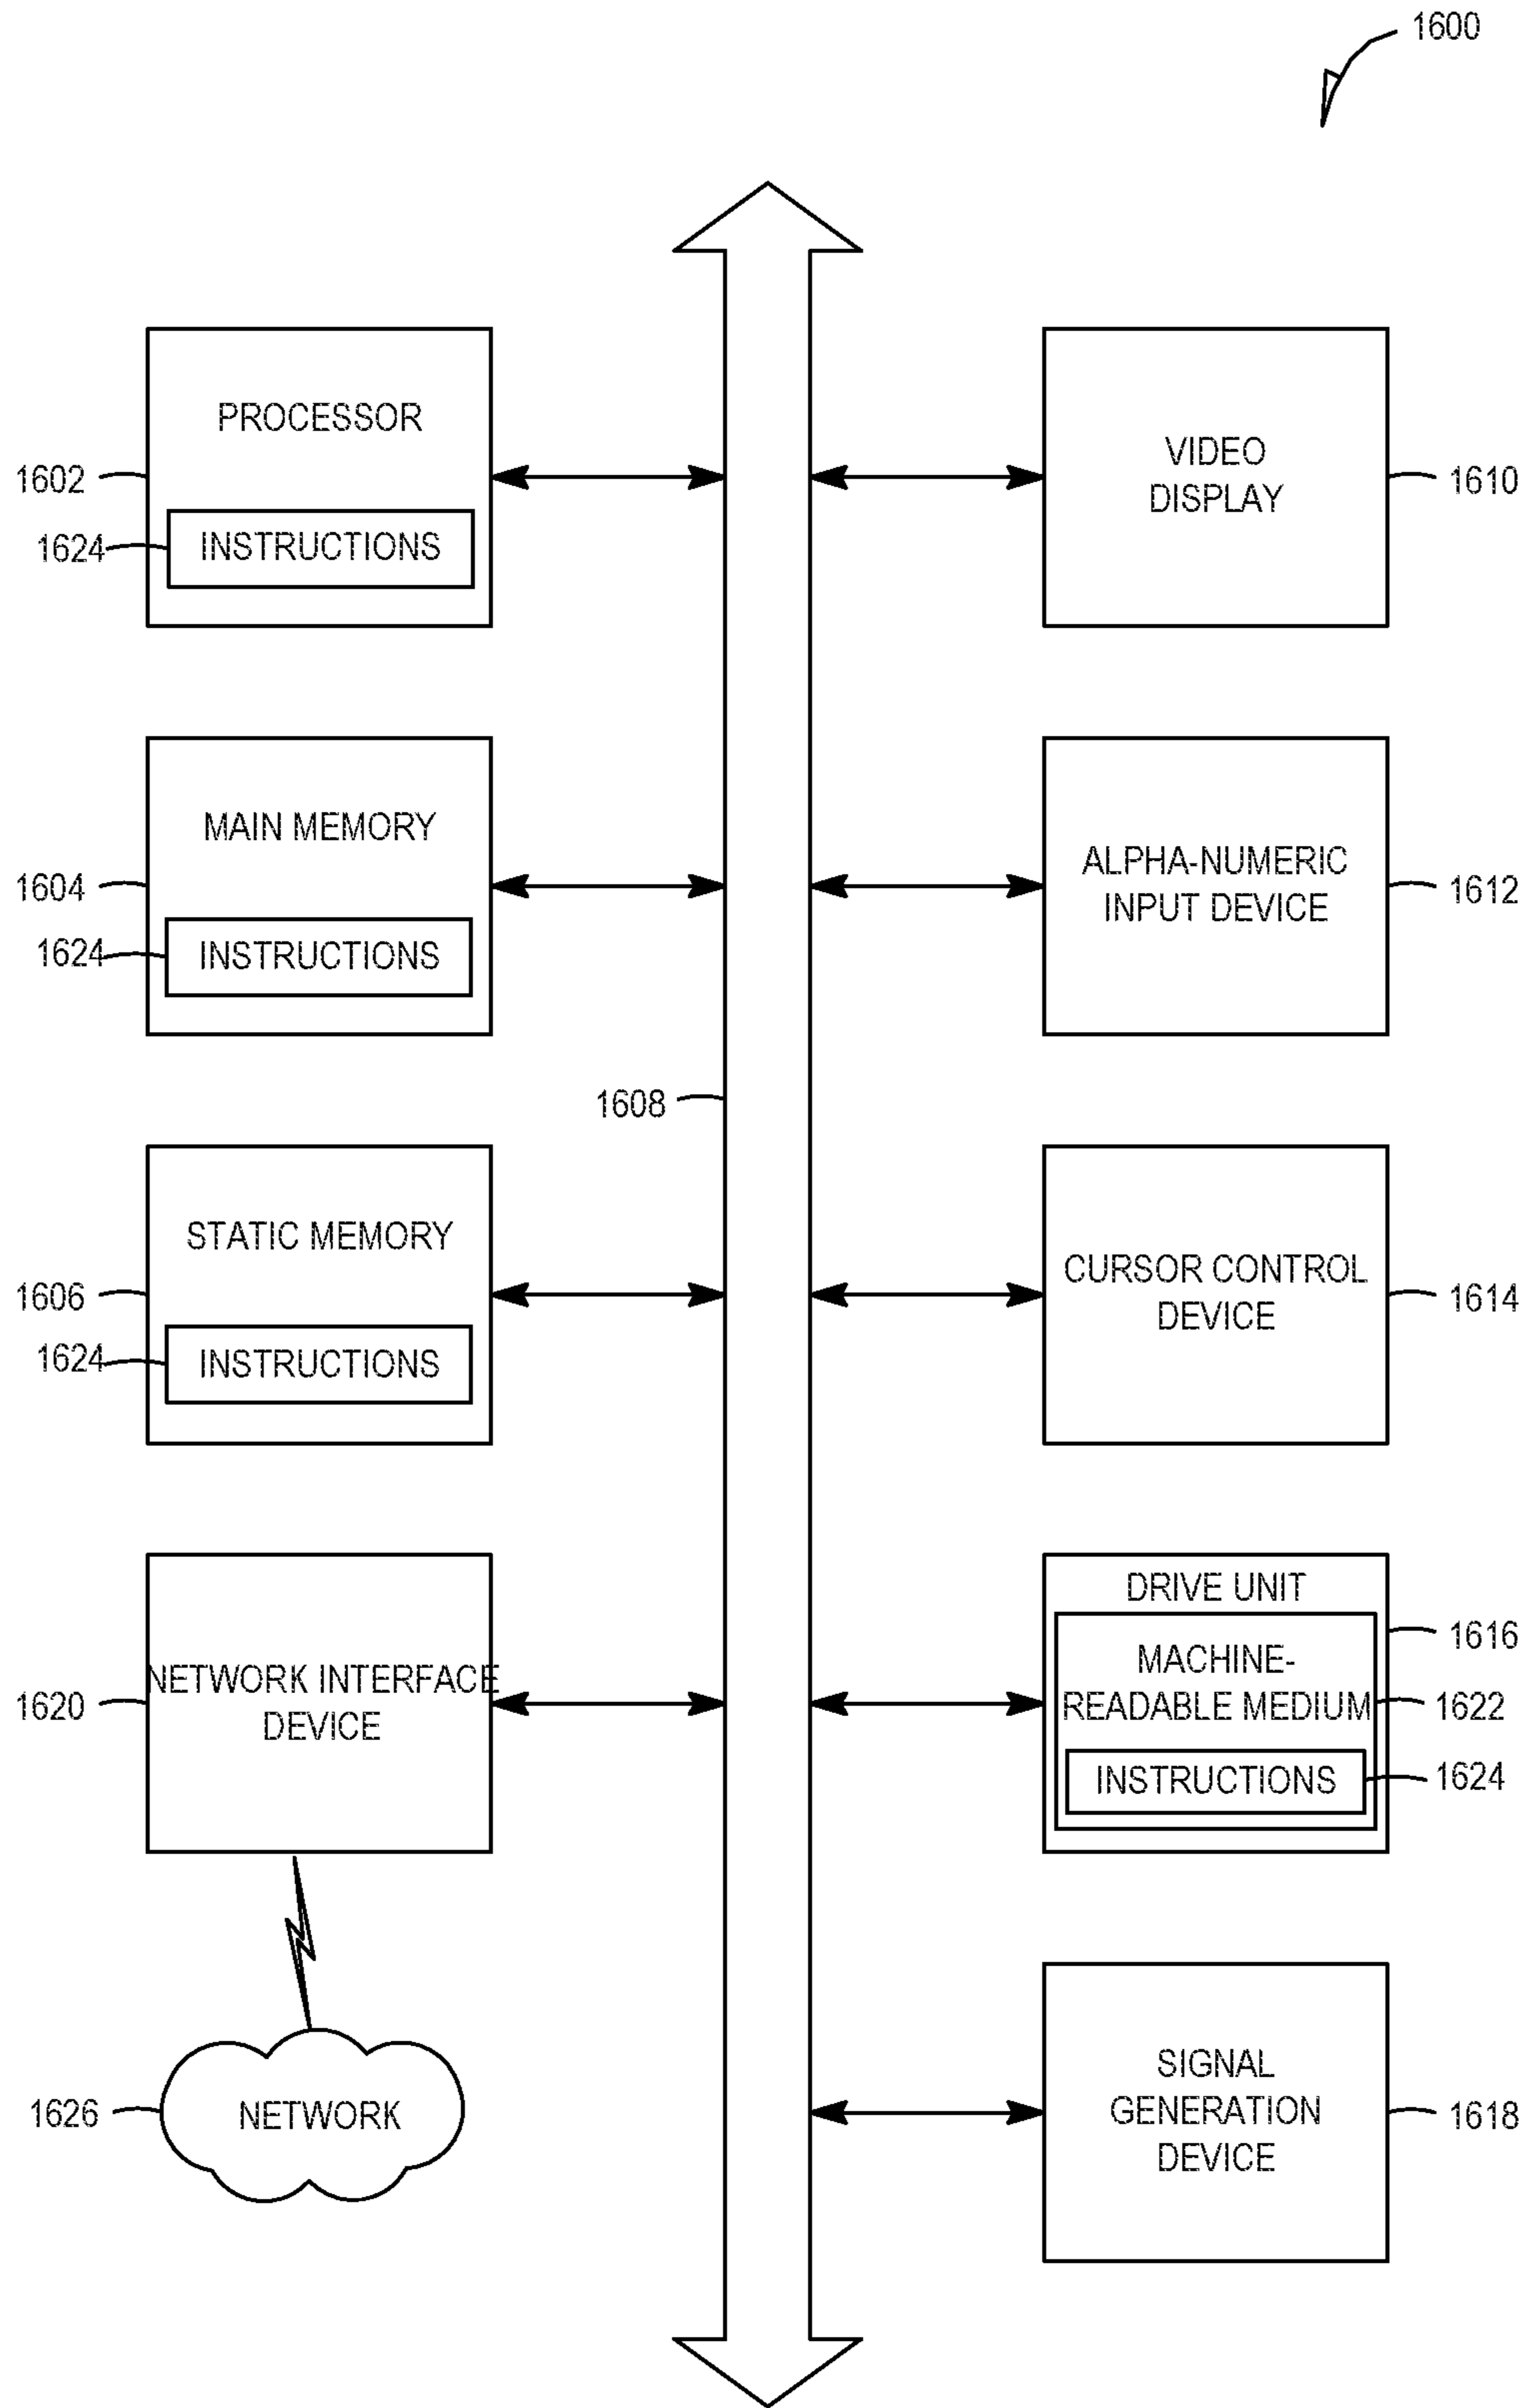 1600
PROCESSOR
1602
1624
INSTRUCTIONS
VIDEO
DISPLAY
1610
MAIN MEMORY
1604
1624
INSTRUCTIONS
ALPHA-NUMERIC
INPUT DEVICE
1612
1608
STATIC MEMORY
1606
1624
INSTRUCTIONS
CURSOR CONTROL
DEVICE
1614
NETWORK INTERFACE
DEVICE
1620
DRIVE UNIT
1616
MACHINE-
READABLE MEDIUM
1622
INSTRUCTIONS
1624
1626
NETWORK
SIGNAL
GENERATION
DEVICE
1618